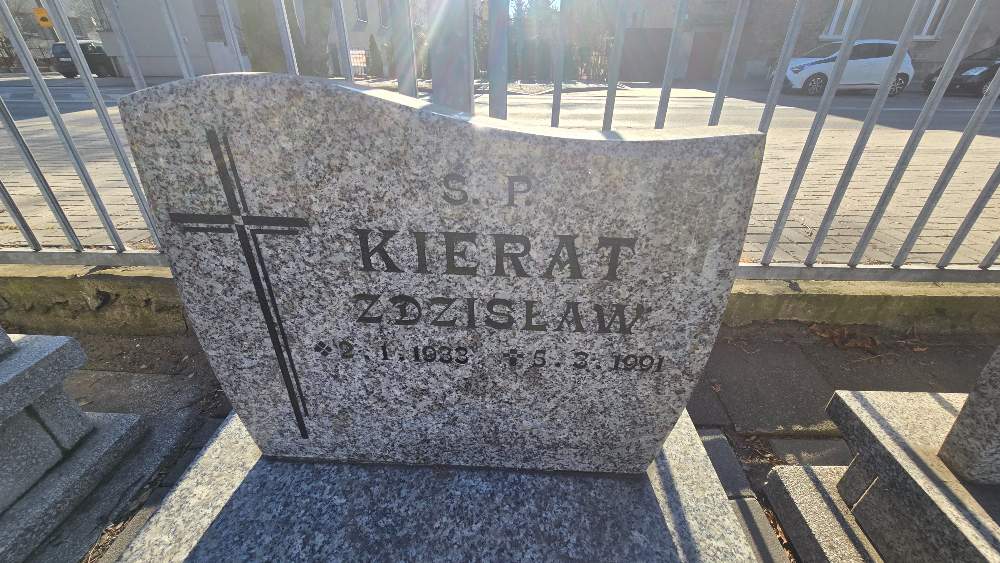 Ś. P.
KIERAT
ZDZISŁAW
* 2. 1. 1933 ✝ 5. 3. 1991